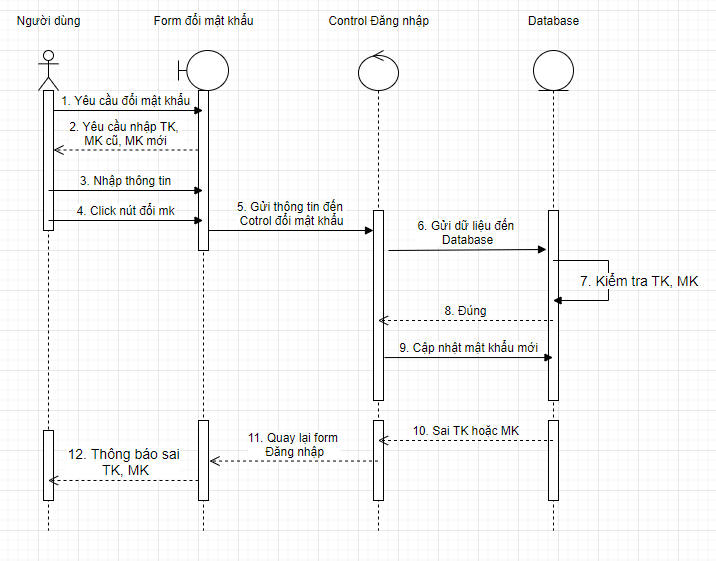 Người dùng
Form đổi mật khẩu
Control Đăng nhập
Database
1. Yêu cầu đổi mật khẩu
2. Yêu cầu nhập TK,
MK cũ, MK mới
3. Nhập thông tin
4. Click nút đổi mk
5. Gửi thông tin đến
Cotrol đổi mật khẩu
6. Gửi dữ liệu đến
Database
7. Kiểm tra TK, MK
8. Đúng
9. Cập nhật mật khẩu mới
10. Sai TK hoặc MK
11. Quay lại form
Đăng nhập
12. Thông báo sai
TK, MK